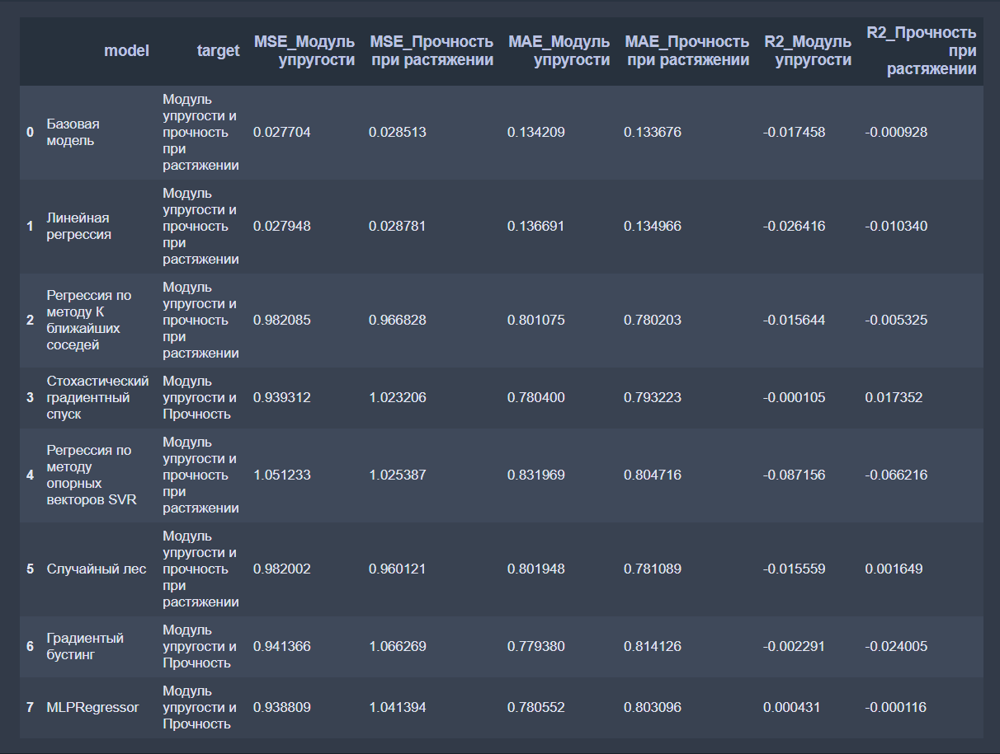 model target MSE_Модуль упругости MSE_Прочность при растяжении MAE_Модуль упругости MAE_Прочность при растяжении R2_Модуль упругости R2_Прочность при растяжении
0 Базовая модель Модуль упругости и прочность при растяжении 0.027704 0.028513 0.134209 0.133676 -0.017458 -0.000928
1 Линейная регрессия Модуль упругости и прочность при растяжении 0.027948 0.028781 0.136691 0.134966 -0.026416 -0.010340
2 Регрессия по методу К ближайших соседей Модуль упругости и прочность при растяжении 0.982085 0.966828 0.801075 0.780203 -0.015644 -0.005325
3 Стохастический градиентный спуск Модуль упругости и Прочность 0.939312 1.023206 0.780400 0.793223 -0.000105 0.017352
4 Регрессия по методу опорных векторов SVR Модуль упругости и прочность при растяжении 1.051233 1.025387 0.831969 0.804716 -0.087156 -0.066216
5 Случайный лес Модуль упругости и прочность при растяжении 0.982002 0.960121 0.801948 0.781089 -0.015559 0.001649
6 Градиентый бустинг Модуль упругости и Прочность 0.941366 1.066269 0.779380 0.814126 -0.002291 -0.024005
7 MLPRegressor Модуль упругости и Прочность 0.938809 1.041394 0.780552 0.803096 0.000431 -0.000116